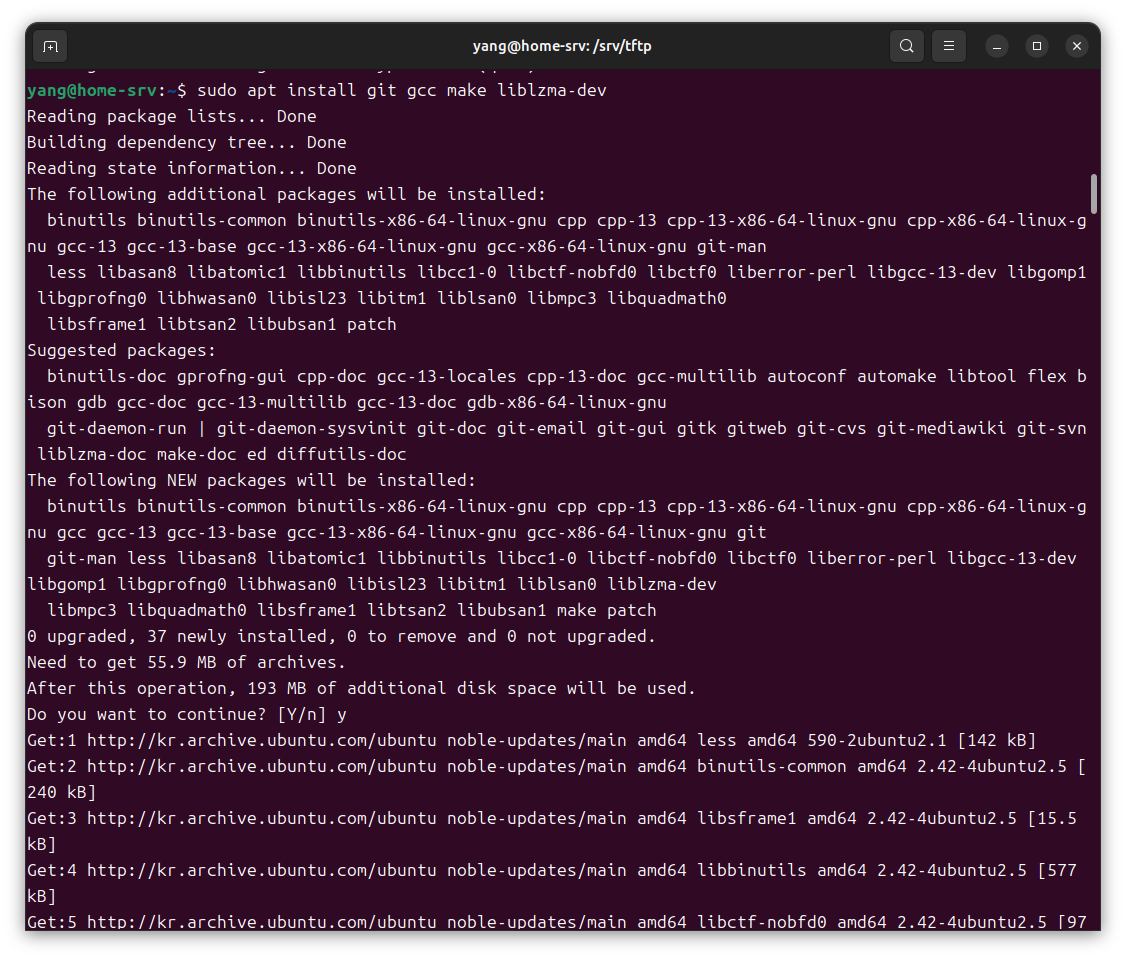 yang@home-srv: /srv/tftp
yang@home-srv:~$ sudo apt install git gcc make liblzma-dev
Reading package lists... Done
Building dependency tree... Done
Reading state information... Done
The following additional packages will be installed:
  binutils binutils-common binutils-x86-64-linux-gnu cpp cpp-13 cpp-13-x86-64-linux-gnu cpp-x86-64-linux-g
nu gcc-13 gcc-13-base gcc-13-x86-64-linux-gnu gcc-x86-64-linux-gnu git-man
  less libasan8 libatomic1 libbinutils libcc1-0 libctf-nobfd0 libctf0 liberror-perl libgcc-13-dev libgomp1
 libgprofng0 libhwasan0 libisl23 libitm1 liblsan0 libmpc3 libquadmath0
  libsframe1 libtsan2 libubsan1 patch
Suggested packages:
  binutils-doc gprofng-gui cpp-doc gcc-13-locales cpp-13-doc gcc-multilib autoconf automake libtool flex b
ison gdb gcc-doc gcc-13-multilib gcc-13-doc gdb-x86-64-linux-gnu
  git-daemon-run | git-daemon-sysvinit git-doc git-email git-gui gitk gitweb git-cvs git-mediawiki git-svn
 liblzma-doc make-doc ed diffutils-doc
The following NEW packages will be installed:
  binutils binutils-common binutils-x86-64-linux-gnu cpp cpp-13 cpp-13-x86-64-linux-gnu cpp-x86-64-linux-g
nu gcc gcc-13 gcc-13-base gcc-13-x86-64-linux-gnu gcc-x86-64-linux-gnu git
  git-man less libasan8 libatomic1 libbinutils libcc1-0 libctf-nobfd0 libctf0 liberror-perl libgcc-13-dev
libgomp1 libgprofng0 libhwasan0 libisl23 libitm1 liblsan0 liblzma-dev
  libmpc3 libquadmath0 libsframe1 libtsan2 libubsan1 make patch
0 upgraded, 37 newly installed, 0 to remove and 0 not upgraded.
Need to get 55.9 MB of archives.
After this operation, 193 MB of additional disk space will be used.
Do you want to continue? [Y/n] y
Get:1 http://kr.archive.ubuntu.com/ubuntu noble-updates/main amd64 less amd64 590-2ubuntu2.1 [142 kB]
Get:2 http://kr.archive.ubuntu.com/ubuntu noble-updates/main amd64 binutils-common amd64 2.42-4ubuntu2.5 [
240 kB]
Get:3 http://kr.archive.ubuntu.com/ubuntu noble-updates/main amd64 libsframe1 amd64 2.42-4ubuntu2.5 [15.5
kB]
Get:4 http://kr.archive.ubuntu.com/ubuntu noble-updates/main amd64 libbinutils amd64 2.42-4ubuntu2.5 [577
kB]
Get:5 http://kr.archive.ubuntu.com/ubuntu noble-updates/main amd64 libctf-nobfd0 amd64 2.42-4ubuntu2.5 [97